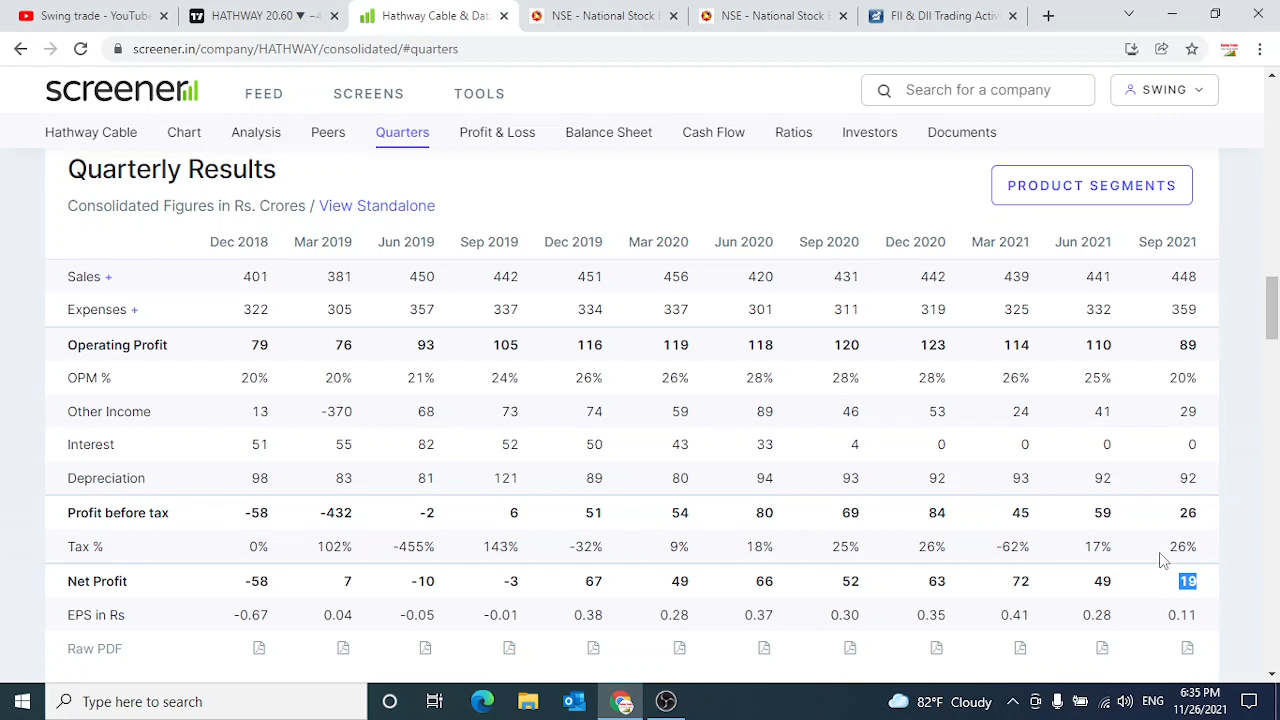 Swing trade - YouTube
HATHWAY 20.60 ▼ -4
Hathway Cable & Data
NSE - National Stock E
NSE - National Stock E
FII & DII Trading Activ
screener.in/company/HATHWAY/consolidated/#quarters
screener
FEED
SCREENS
TOOLS
Search for a company
SWING
Hathway Cable
Chart
Analysis
Peers
Quarters
Profit & Loss
Balance Sheet
Cash Flow
Ratios
Investors
Documents
Quarterly Results
PRODUCT SEGMENTS
Consolidated Figures in Rs. Crores / View Standalone
Dec 2018 Mar 2019 Jun 2019 Sep 2019 Dec 2019 Mar 2020 Jun 2020 Sep 2020 Dec 2020 Mar 2021 Jun 2021 Sep 2021
Sales + 401 381 450 442 451 456 420 431 442 439 441 448
Expenses + 322 305 357 337 334 337 301 311 319 325 332 359
Operating Profit 79 76 93 105 116 119 118 120 123 114 110 89
OPM % 20% 20% 21% 24% 26% 26% 28% 28% 28% 26% 25% 20%
Other Income 13 -370 68 73 74 59 89 46 53 24 41 29
Interest 51 55 82 52 50 43 33 4 0 0 0 0
Depreciation 98 83 81 121 89 80 94 93 92 93 92 92
Profit before tax -58 -432 -2 6 51 54 80 69 84 45 59 26
Tax % 0% 102% -455% 143% -32% 9% 18% 25% 26% -62% 17% 26%
Net Profit -58 7 -10 -3 67 49 66 52 63 72 49 19
EPS in Rs -0.67 0.04 -0.05 -0.01 0.38 0.28 0.37 0.30 0.35 0.41 0.28 0.11
Raw PDF
Type here to search
82°F Cloudy
ENG
6:35 PM
11/26/2021